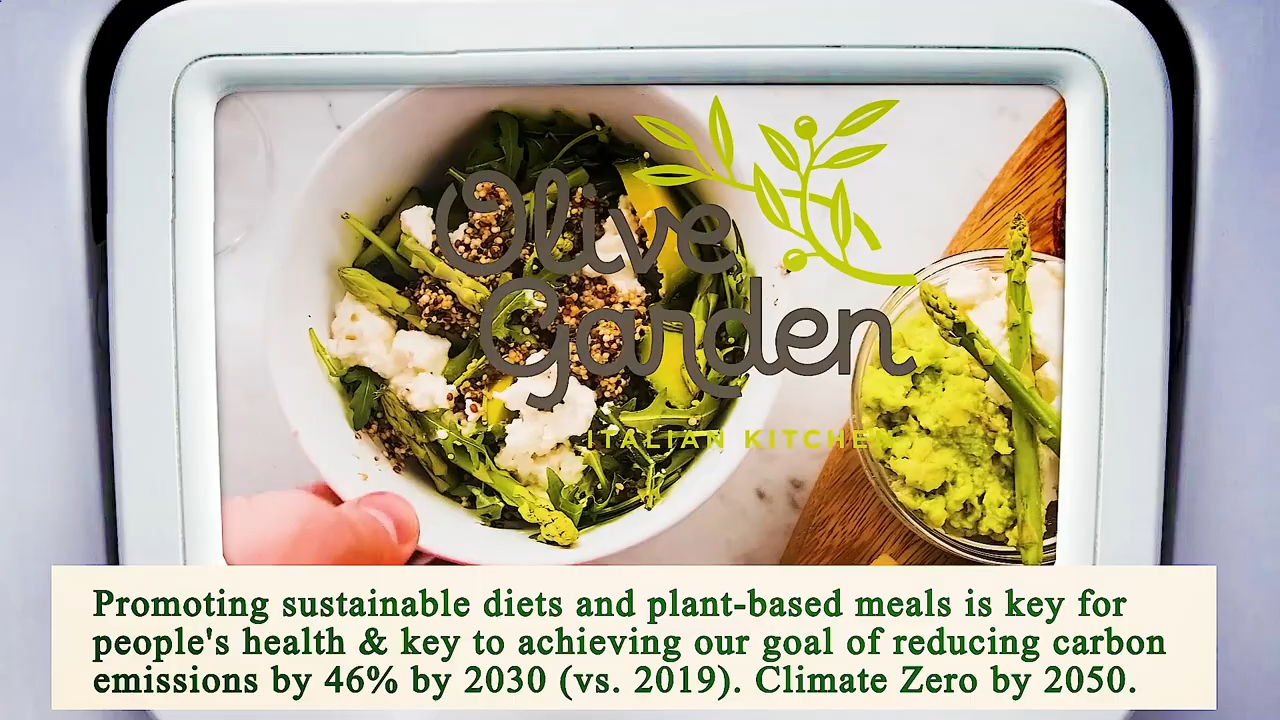 Olive
Garden
ITALIAN KITCHEN
Promoting sustainable diets and plant-based meals is key for
people's health & key to achieving our goal of reducing carbon
emissions by 46% by 2030 (vs. 2019). Climate Zero by 2050.